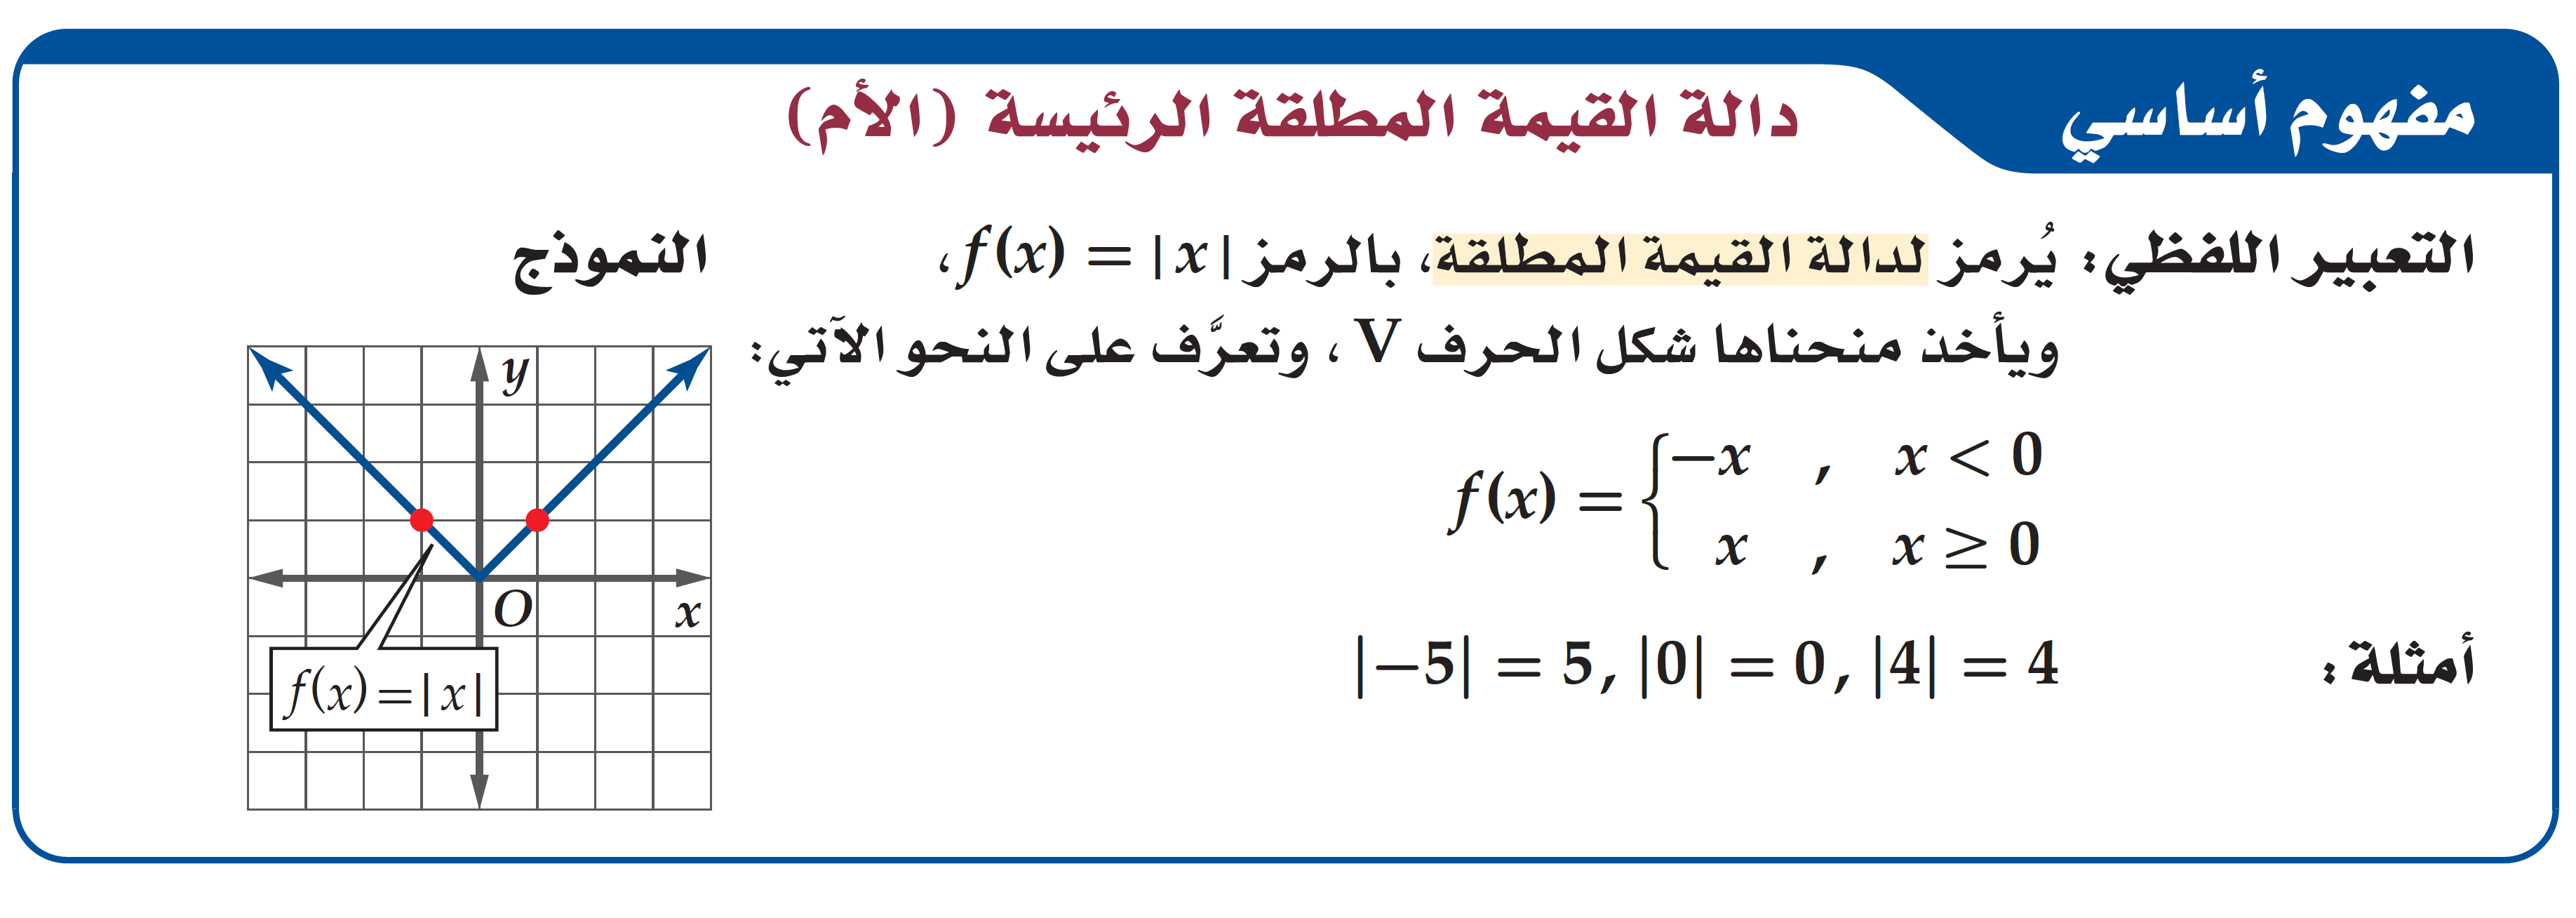 مفهوم أساسي
دالة القيمة المطلقة الرئيسة (الأم)
التعبير اللفظي: يُرمز لدالة القيمة المطلقة، بالرمز f(x) = |x|،
ويأخذ منحناها شكل الحرف V ، وتعرَّف على النحو الآتي:
f(x) = { −x , x < 0
x , x ≥ 0
أمثلة: |−5| = 5, |0| = 0, |4| = 4
النموذج
y
O
x
f(x)=|x|